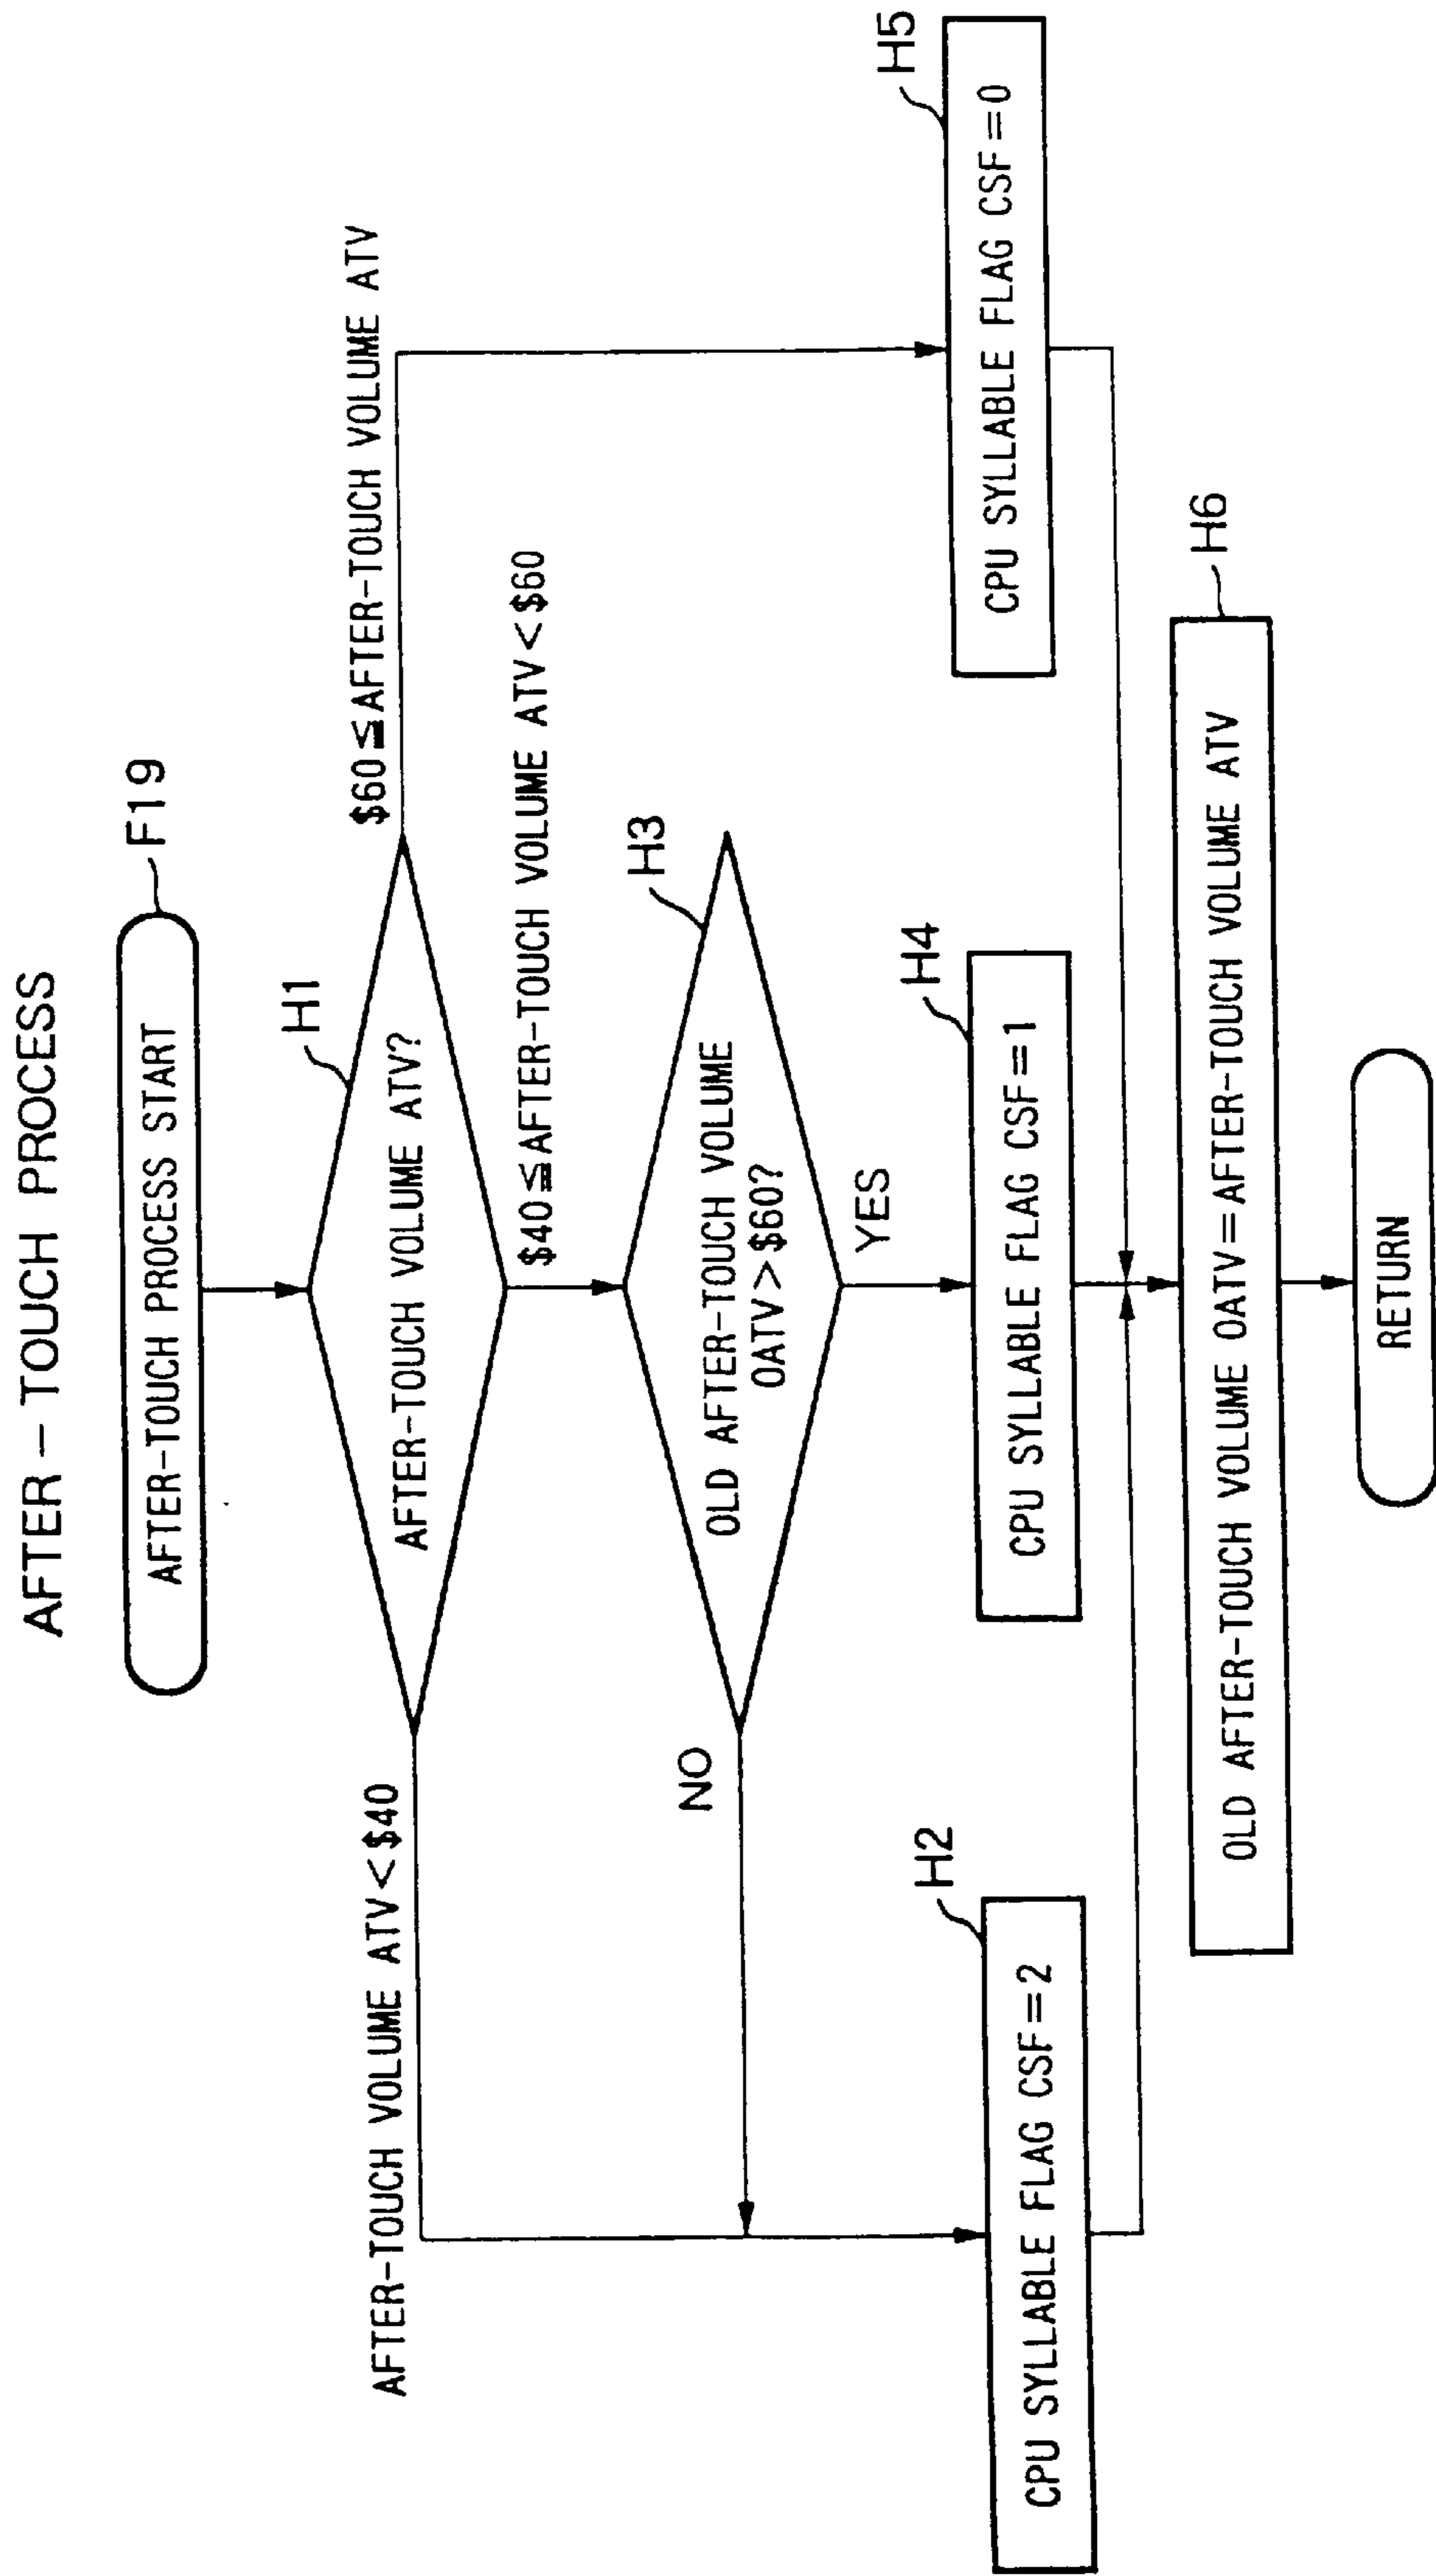 AFTER-TOUCH PROCESS
AFTER-TOUCH PROCESS START
F19
H1
AFTER-TOUCH VOLUME ATV?
AFTER-TOUCH VOLUME ATV<$40
$60≦AFTER-TOUCH VOLUME ATV
$40≦AFTER-TOUCH VOLUME ATV<$60
H3
OLD AFTER-TOUCH VOLUME
OATV>$60?
NO
YES
H2
CPU SYLLABLE FLAG CSF=2
H4
CPU SYLLABLE FLAG CSF=1
H5
CPU SYLLABLE FLAG CSF=0
H6
OLD AFTER-TOUCH VOLUME OATV=AFTER-TOUCH VOLUME ATV
RETURN